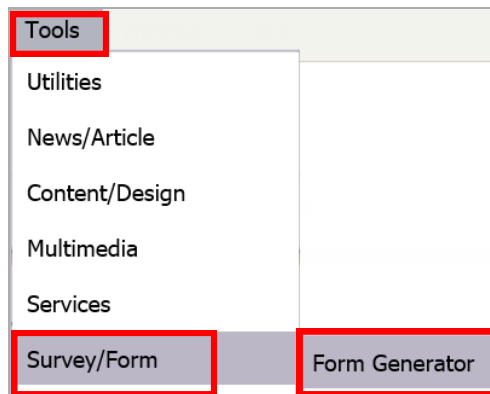 Tools
Utilities
News/Article
Content/Design
Multimedia
Services
Survey/Form
Form Generator